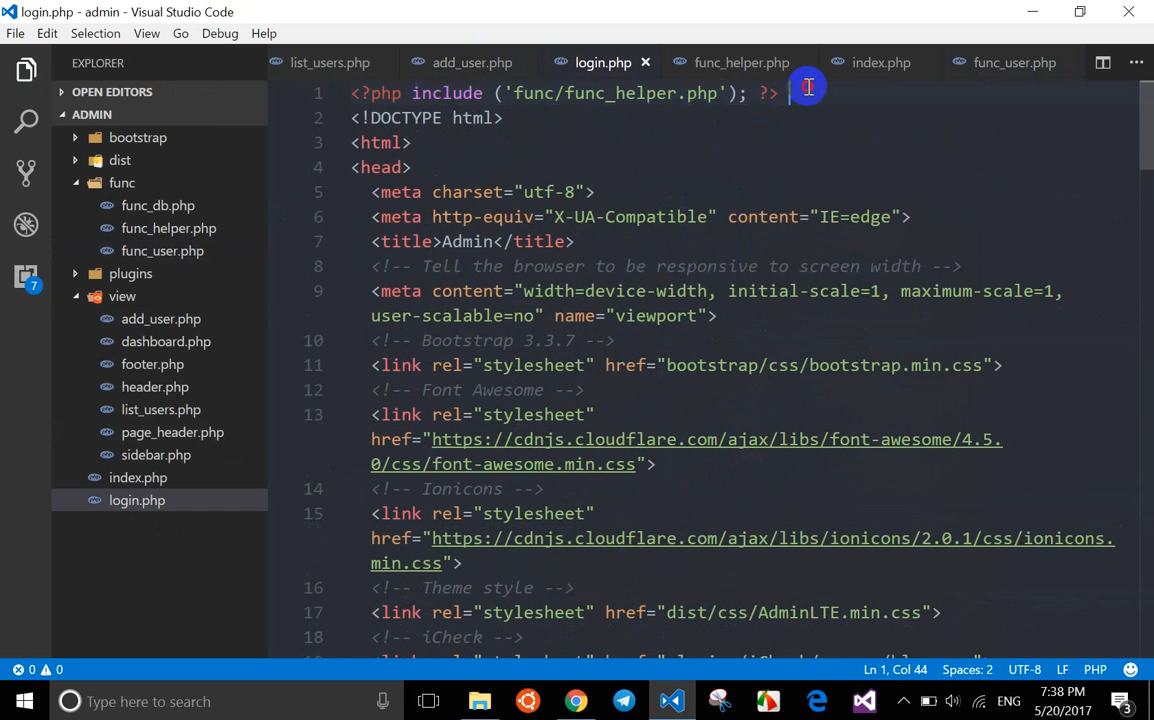 login.php - admin - Visual Studio Code
File Edit Selection View Go Debug Help
EXPLORER
list_users.php add_user.php login.php func_helper.php index.php func_user.php
OPEN EDITORS
ADMIN
bootstrap
dist
func
func_db.php
func_helper.php
func_user.php
plugins
view
add_user.php
dashboard.php
footer.php
header.php
list_users.php
page_header.php
sidebar.php
index.php
login.php
7
1 <?php include ('func/func_helper.php'); ?>
2 <!DOCTYPE html>
3 <html>
4 <head>
5 <meta charset="utf-8">
6 <meta http-equiv="X-UA-Compatible" content="IE=edge">
7 <title>Admin</title>
8 <!-- Tell the browser to be responsive to screen width -->
9 <meta content="width=device-width, initial-scale=1, maximum-scale=1,
user-scalable=no" name="viewport">
10 <!-- Bootstrap 3.3.7 -->
11 <link rel="stylesheet" href="bootstrap/css/bootstrap.min.css">
12 <!-- Font Awesome -->
13 <link rel="stylesheet"
href="https://cdnjs.cloudflare.com/ajax/libs/font-awesome/4.5.
0/css/font-awesome.min.css">
14 <!-- Ionicons -->
15 <link rel="stylesheet"
href="https://cdnjs.cloudflare.com/ajax/libs/ionicons/2.0.1/css/ionicons.
min.css">
16 <!-- Theme style -->
17 <link rel="stylesheet" href="dist/css/AdminLTE.min.css">
18 <!-- iCheck -->
0 0 Ln 1, Col 44 Spaces: 2 UTF-8 LF PHP
Type here to search
ENG
7:38 PM
5/20/2017
3